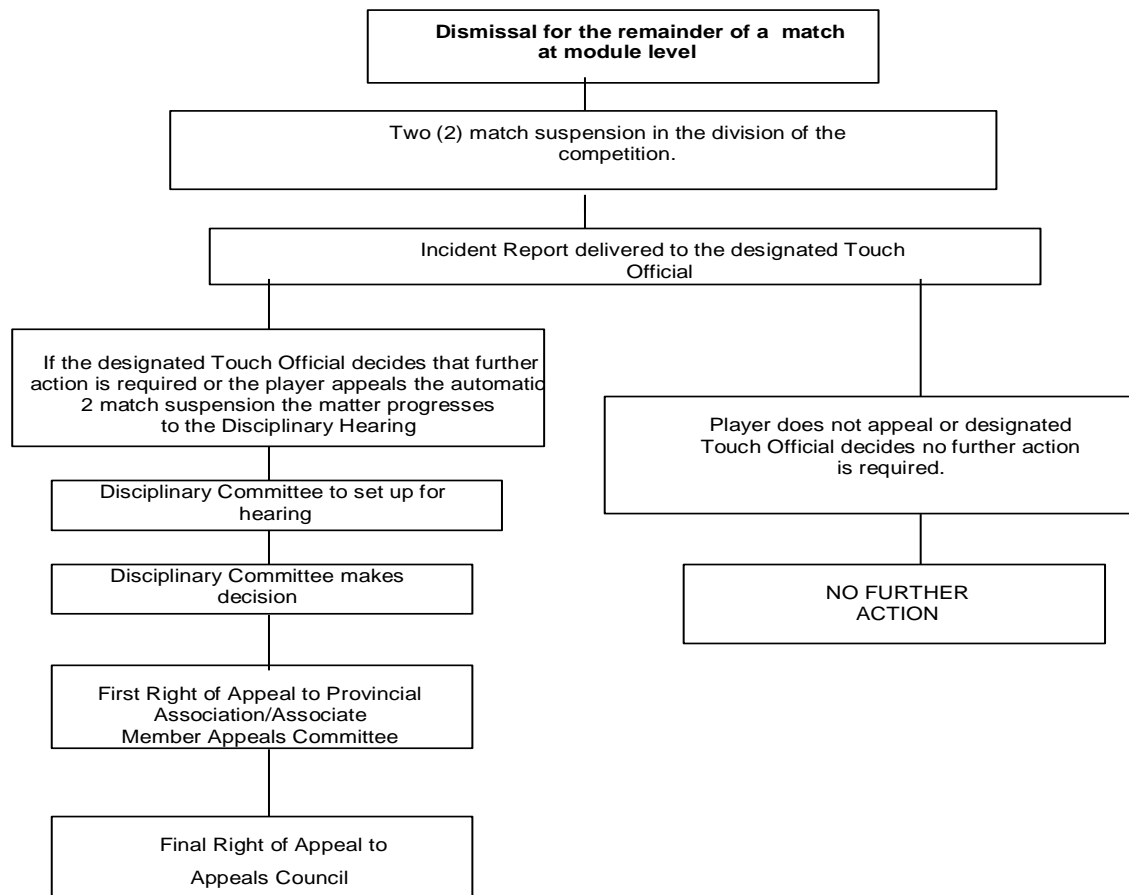 Dismissal for the remainder of a match
at module level
Two (2) match suspension in the division of the
competition.
Incident Report delivered to the designated Touch
Official
If the designated Touch Official decides that further
action is required or the player appeals the automatic
2 match suspension the matter progresses
to the Disciplinary Hearing
Player does not appeal or designated
Touch Official decides no further action
is required.
Disciplinary Committee to set up for
hearing
Disciplinary Committee makes
decision
NO FURTHER
ACTION
First Right of Appeal to Provincial
Association/Associate
Member Appeals Committee
Final Right of Appeal to
Appeals Council